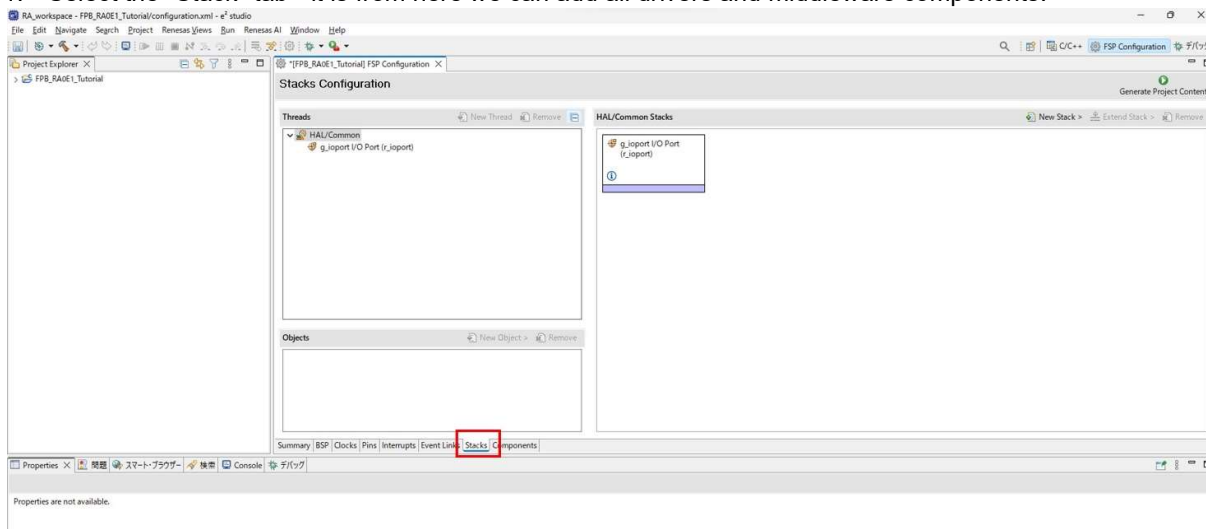 Select the "Stack" tab – it is from here we can add all drivers and middleware components.
RA_workspace - FPB_RA0E1_Tutorial/configuration.xml - e² studio
File Edit Navigate Search Project Renesas Views Run Renesas AI Window Help
C/C++ FSP Configuration デバッグ
Project Explorer
*[FPB_RA0E1_Tutorial] FSP Configuration
FPB_RA0E1_Tutorial
Stacks Configuration
Generate Project Content
Threads New Thread Remove
HAL/Common Stacks New Stack > Extend Stack > Remove
HAL/Common
g_ioport I/O Port (r_ioport)
g_ioport I/O Port
(r_ioport)
Objects New Object > Remove
Summary BSP Clocks Pins Interrupts Event Links Stacks Components
Properties 問題 スマート・ブラウザー 検索 Console デバッグ
Properties are not available.